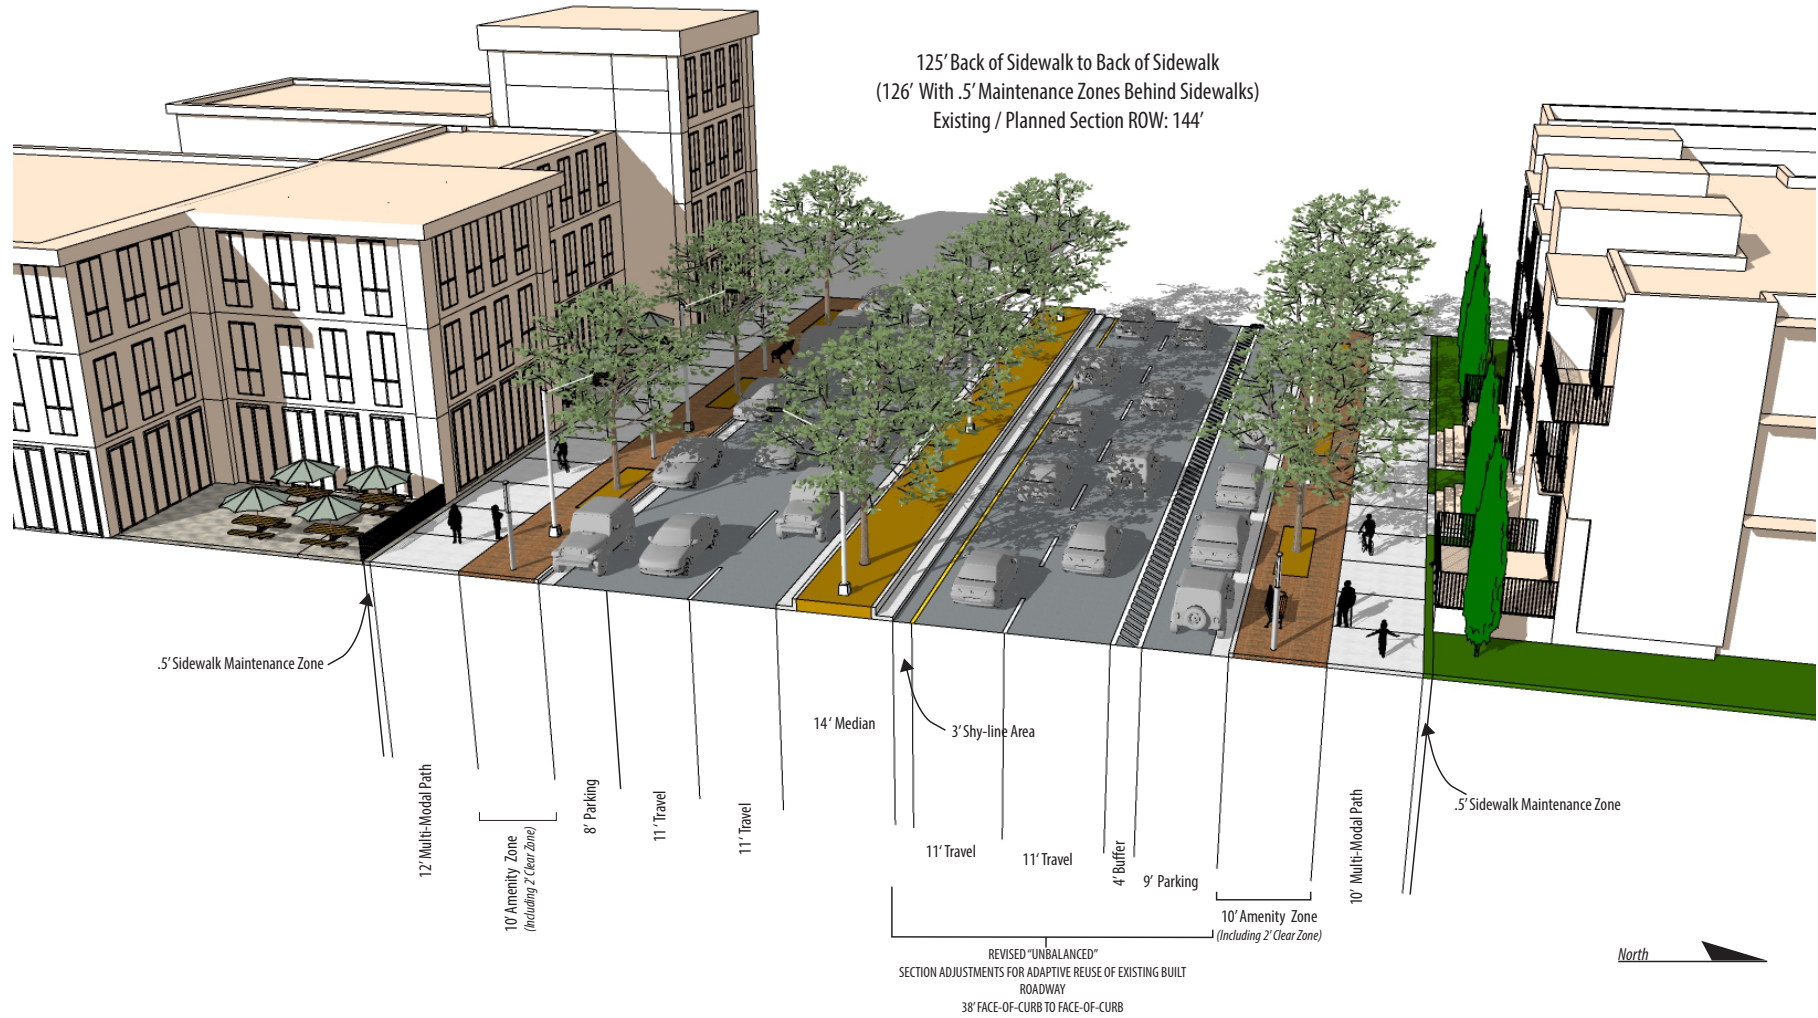 125' Back of Sidewalk to Back of Sidewalk
(126' With .5' Maintenance Zones Behind Sidewalks)
Existing / Planned Section ROW: 144'
.5' Sidewalk Maintenance Zone
12' Multi-Modal Path
10' Amenity Zone
(Including 2' Clear Zone)
8' Parking
11' Travel
11' Travel
14' Median
3' Shy-line Area
11' Travel
11' Travel
4' Buffer
9' Parking
10' Amenity Zone
(Including 2' Clear Zone)
10' Multi-Modal Path
.5' Sidewalk Maintenance Zone
REVISED "UNBALANCED"
SECTION ADJUSTMENTS FOR ADAPTIVE REUSE OF EXISTING BUILT
ROADWAY
38' FACE-OF-CURB TO FACE-OF-CURB
North